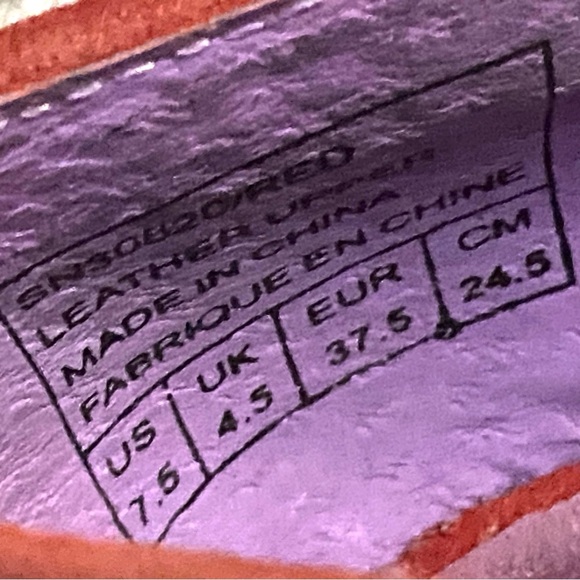 SN30820/RED
LEATHER UPPER
MADE IN CHINA
FABRIQUE EN CHINE
US UK EUR CM
7.5 4.5 37.5 24.5